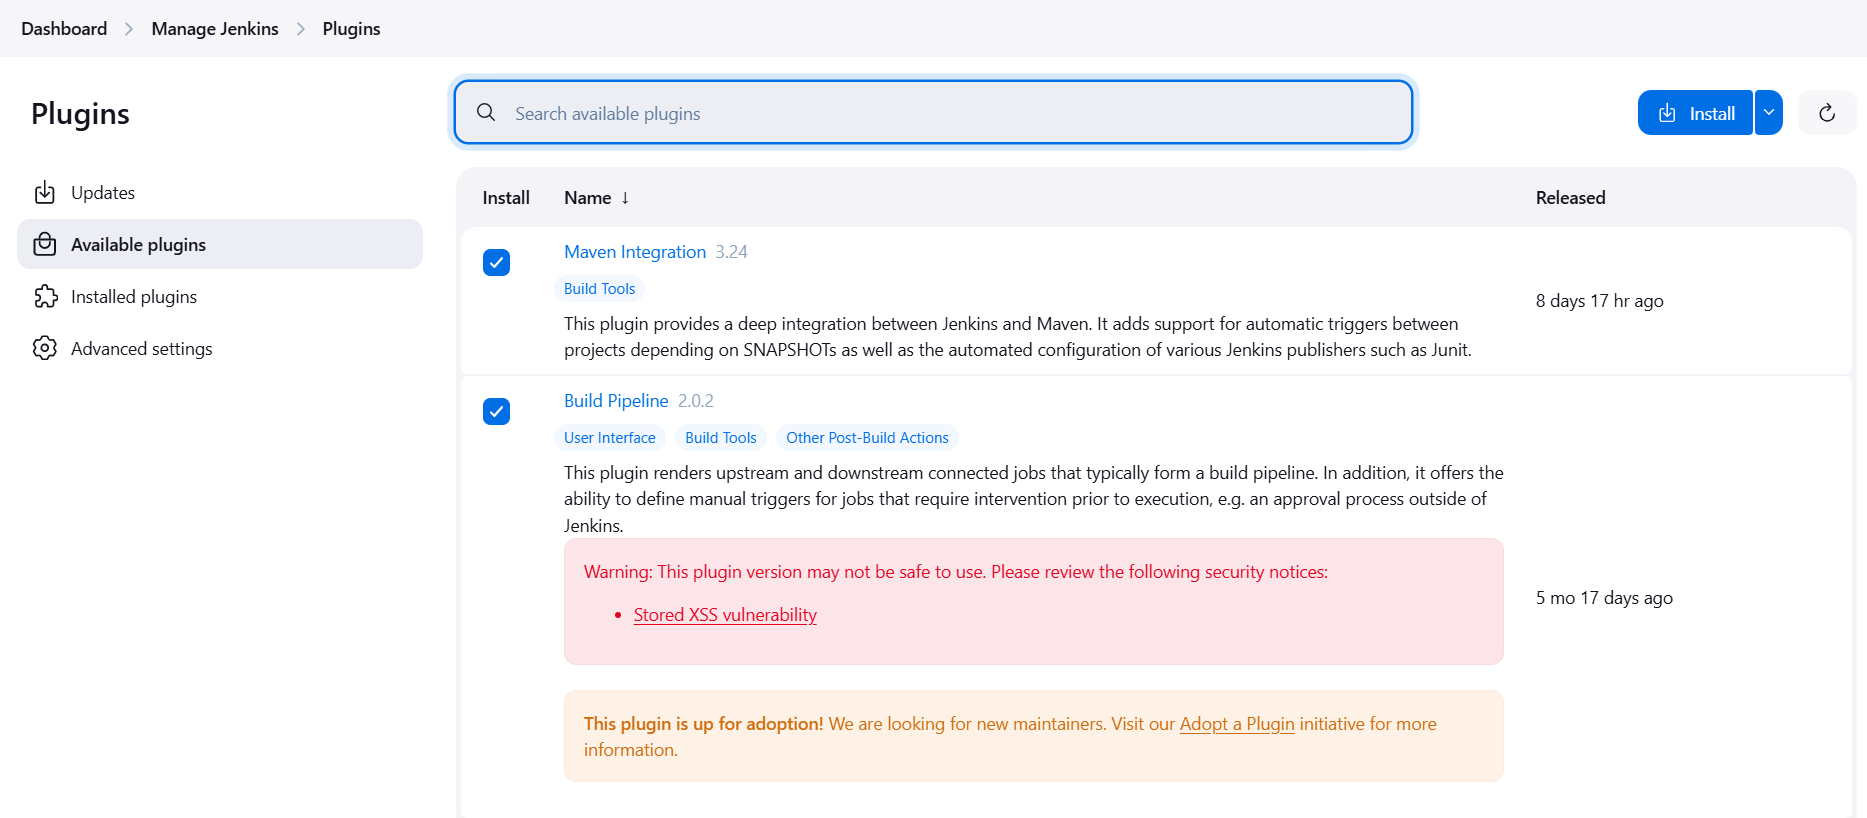 Dashboard > Manage Jenkins > Plugins
Plugins
Updates
Available plugins
Installed plugins
Advanced settings
Search available plugins
Install
Install Name ↓ Released
Maven Integration 3.24
Build Tools
This plugin provides a deep integration between Jenkins and Maven. It adds support for automatic triggers between
projects depending on SNAPSHOTs as well as the automated configuration of various Jenkins publishers such as Junit.
8 days 17 hr ago
Build Pipeline 2.0.2
User Interface Build Tools Other Post-Build Actions
This plugin renders upstream and downstream connected jobs that typically form a build pipeline. In addition, it offers the
ability to define manual triggers for jobs that require intervention prior to execution, e.g. an approval process outside of
Jenkins.
Warning: This plugin version may not be safe to use. Please review the following security notices:
• Stored XSS vulnerability
5 mo 17 days ago
This plugin is up for adoption! We are looking for new maintainers. Visit our Adopt a Plugin initiative for more
information.